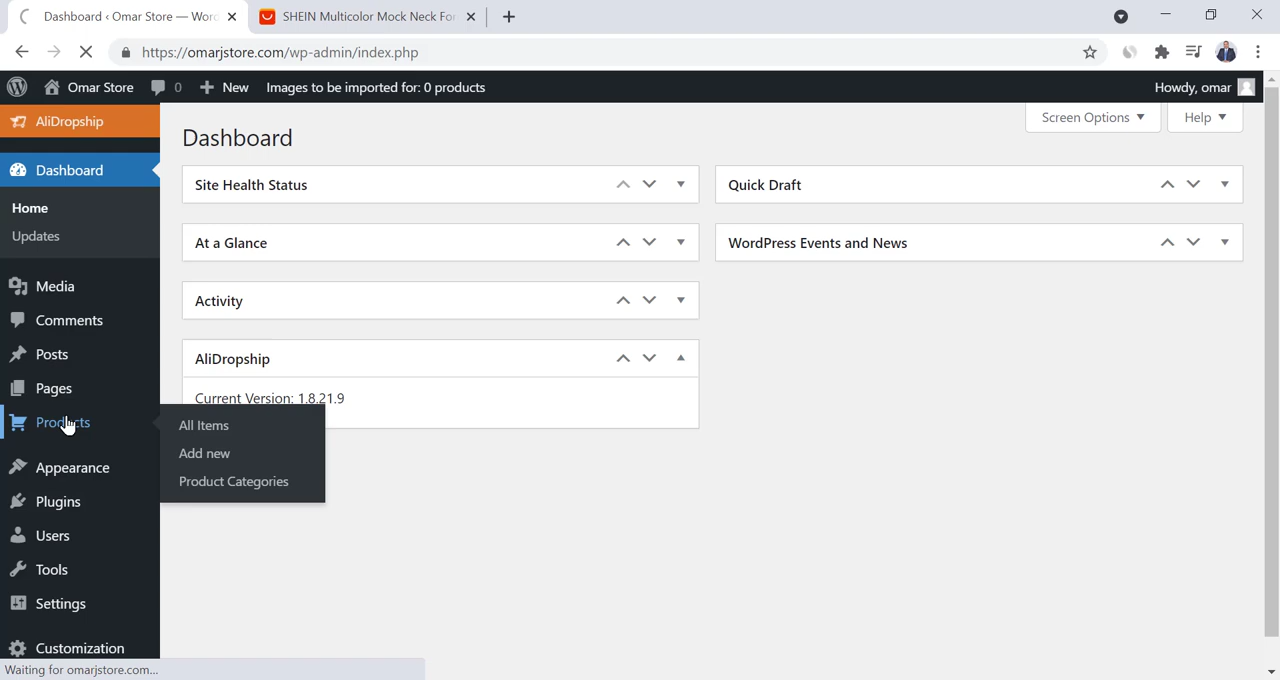 Dashboard ‹ Omar Store — Wor
SHEIN Multicolor Mock Neck For
https://omarjstore.com/wp-admin/index.php
Omar Store
0
New
Images to be imported for: 0 products
Howdy, omar
AliDropship
Dashboard
Home
Updates
Media
Comments
Posts
Pages
Products
Appearance
Plugins
Users
Tools
Settings
Customization
Screen Options
Help
Dashboard
Site Health Status
Quick Draft
At a Glance
WordPress Events and News
Activity
AliDropship
Current Version: 1.8.21.9
All Items
Add new
Product Categories
Waiting for omarjstore.com...